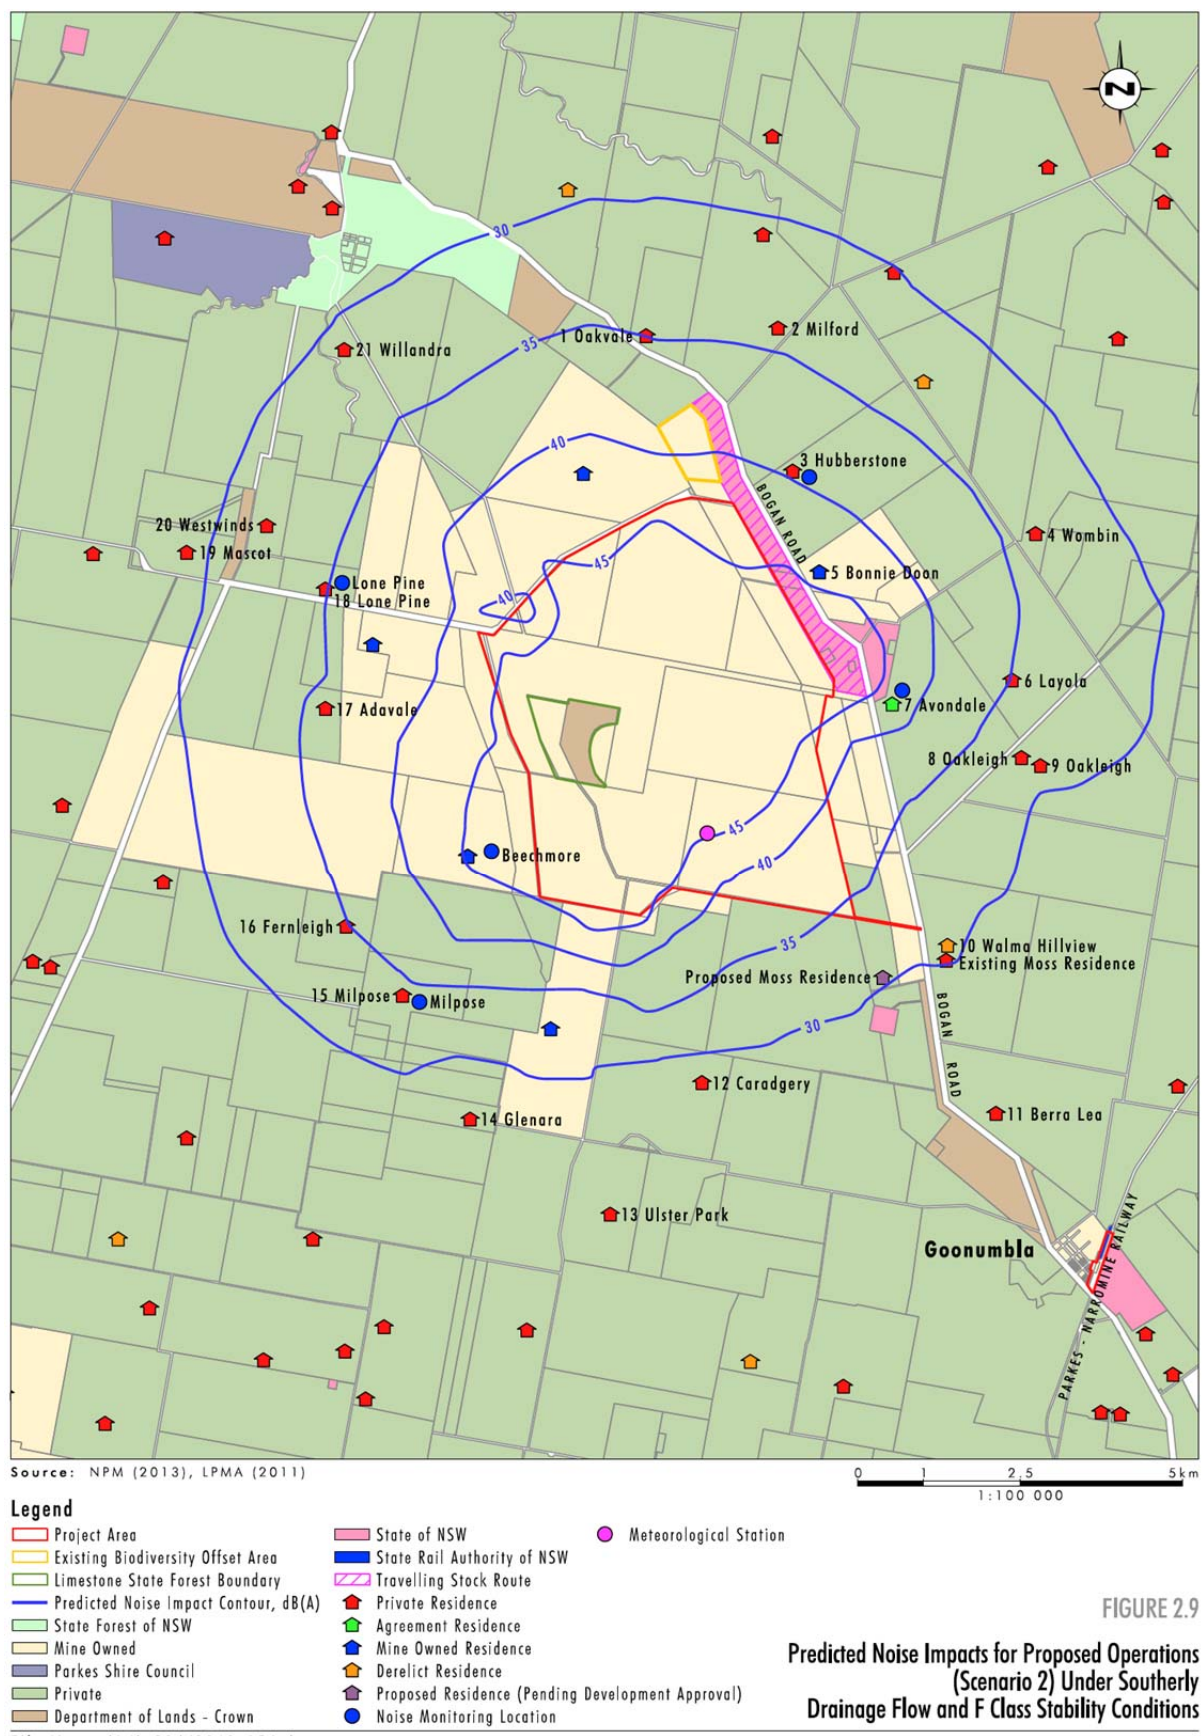 N
30
1 Oakvale
2 Milford
35
21 Willandra
40
3 Hubberstone
BOGAN ROAD
20 Westwinds
4 Wombin
19 Mascot
45
5 Bonnie Doon
Lone Pine
18 Lone Pine
40
6 Layola
7 Avondale
17 Adavale
8 Oakleigh
9 Oakleigh
45
Beechmore
40
16 Fernleigh
35
10 Walma Hillview
Existing Moss Residence
Proposed Moss Residence
15 Milpose
Milpose
30
BOGAN ROAD
12 Caradgery
11 Berra Lea
14 Glenara
13 Ulster Park
Goonumbla
PARKES - NARROMINE RAILWAY
Source: NPM (2013), LPMA (2011)
0 1 2,5 5km
1:100 000
Legend
Project Area
Existing Biodiversity Offset Area
Limestone State Forest Boundary
Predicted Noise Impact Contour, dB(A)
State Forest of NSW
Mine Owned
Parkes Shire Council
Private
Department of Lands - Crown
State of NSW
State Rail Authority of NSW
Travelling Stock Route
Private Residence
Agreement Residence
Mine Owned Residence
Derelict Residence
Proposed Residence (Pending Development Approval)
Noise Monitoring Location
Meteorological Station
FIGURE 2.9
Predicted Noise Impacts for Proposed Operations
(Scenario 2) Under Southerly
Drainage Flow and F Class Stability Conditions